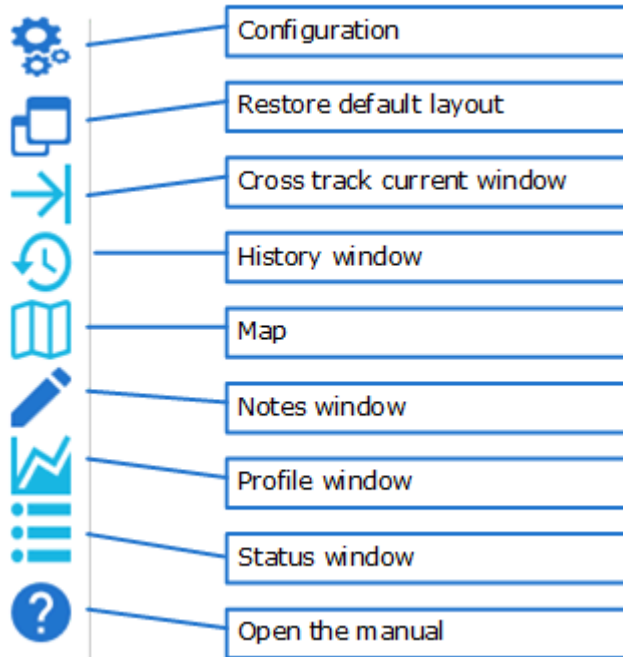 Configuration
Restore default layout
Cross track current window
History window
Map
Notes window
Profile window
Status window
?
Open the manual